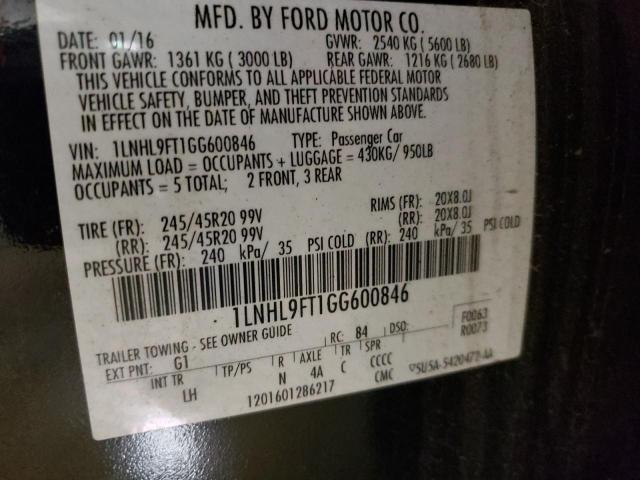 MFD. BY FORD MOTOR CO.
DATE: 01/16 GVWR: 2540 KG (5600 LB)
FRONT GAWR: 1361 KG (3000 LB) REAR GAWR: 1216 KG (2680 LB)
THIS VEHICLE CONFORMS TO ALL APPLICABLE FEDERAL MOTOR
VEHICLE SAFETY, BUMPER, AND THEFT PREVENTION STANDARDS
IN EFFECT ON THE DATE OF MANUFACTURE SHOWN ABOVE.
VIN: 1LNHL9FT1GG600846 TYPE: Passenger Car
MAXIMUM LOAD = OCCUPANTS + LUGGAGE = 430KG/950LB
OCCUPANTS = 5 TOTAL; 2 FRONT, 3 REAR
TIRE (FR): 245/45R20 99V RIMS (FR): 20X8.0J
(RR): 245/45R20 99V (RR): 20X8.0J
PRESSURE (FR): 240 kPa/ 35 PSI COLD (RR): 240 kPa/ 35 PSI COLD
1LNHL9FT1GG600846
TRAILER TOWING - SEE OWNER GUIDE RC: 84 DSO: F0063
R0073
EXT PNT: G1
INT TR TP/PS R AXLE TR SPR
LH N 4A C CCCC
1201601286217 CMC 5U5A-5420472-AA